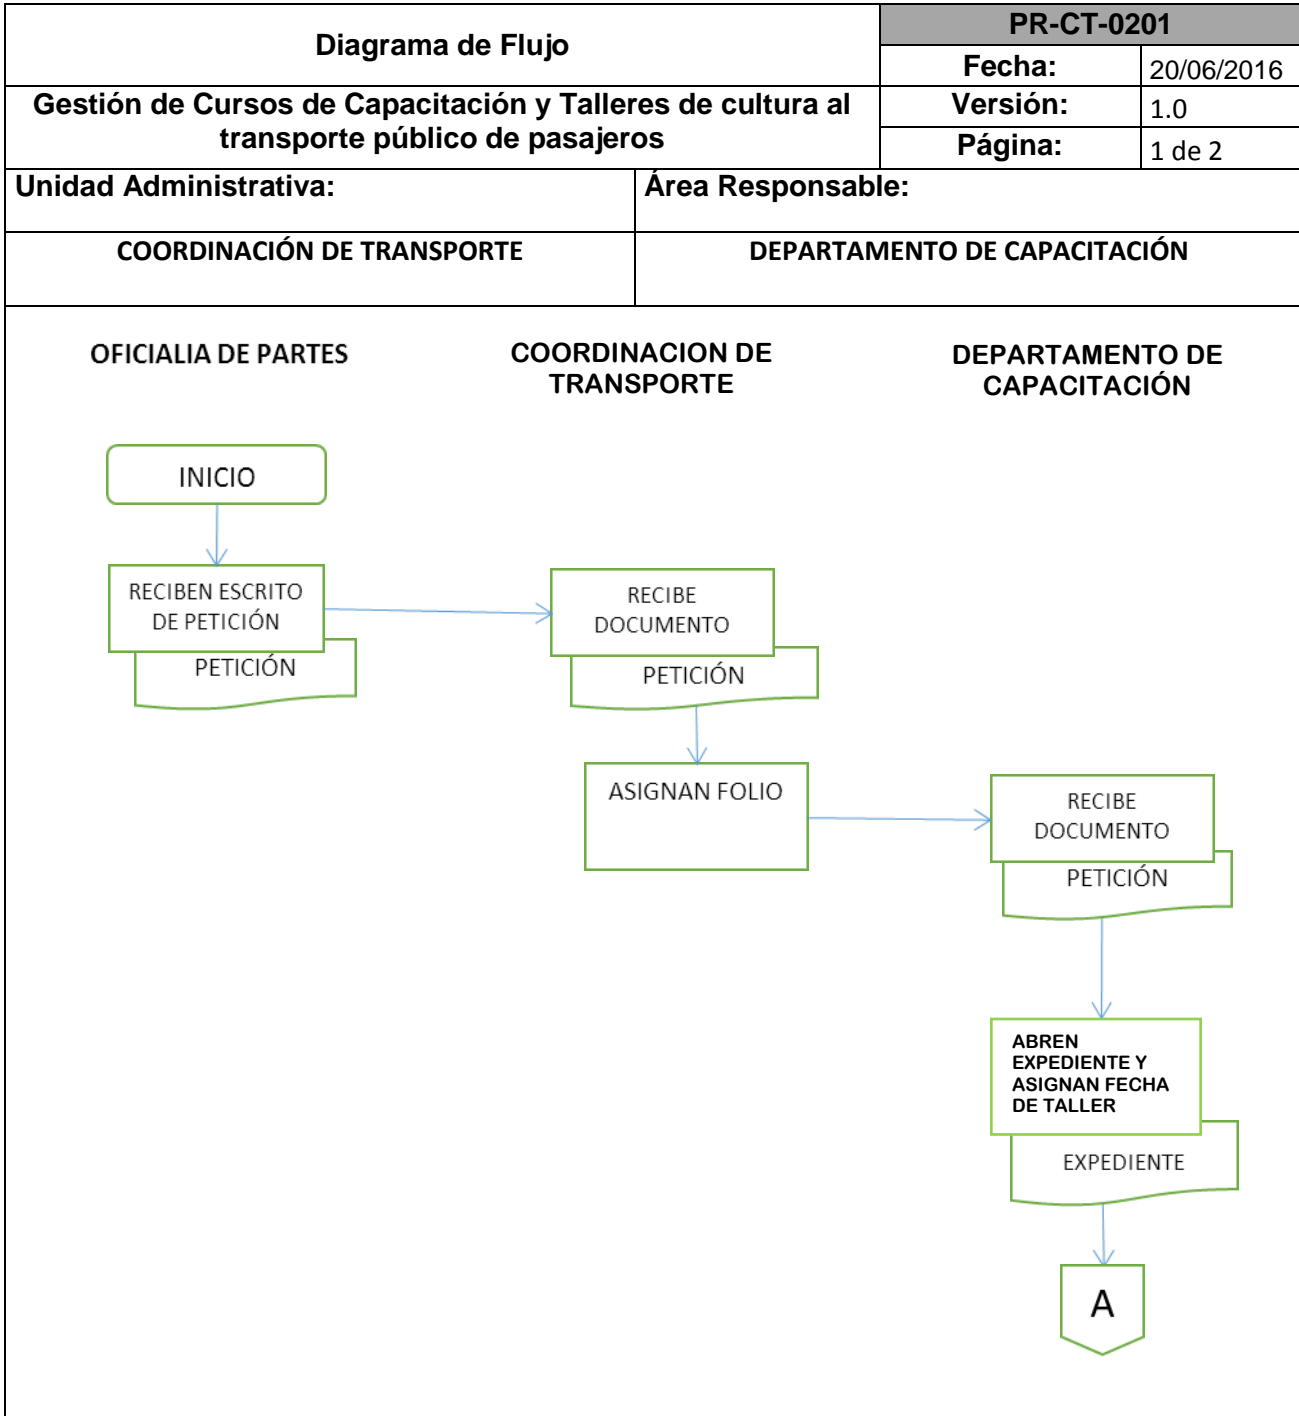 Diagrama de Flujo
PR-CT-0201
Fecha:
20/06/2016
Gestión de Cursos de Capacitación y Talleres de cultura al
transporte público de pasajeros
Versión:
1.0
Página:
1 de 2
Unidad Administrativa:
Área Responsable:
COORDINACIÓN DE TRANSPORTE
DEPARTAMENTO DE CAPACITACIÓN
OFICIALIA DE PARTES
COORDINACION DE
TRANSPORTE
DEPARTAMENTO DE
CAPACITACIÓN
INICIO
RECIBEN ESCRITO
DE PETICIÓN
PETICIÓN
RECIBE
DOCUMENTO
PETICIÓN
ASIGNAN FOLIO
RECIBE
DOCUMENTO
PETICIÓN
ABREN
EXPEDIENTE Y
ASIGNAN FECHA
DE TALLER
EXPEDIENTE
A